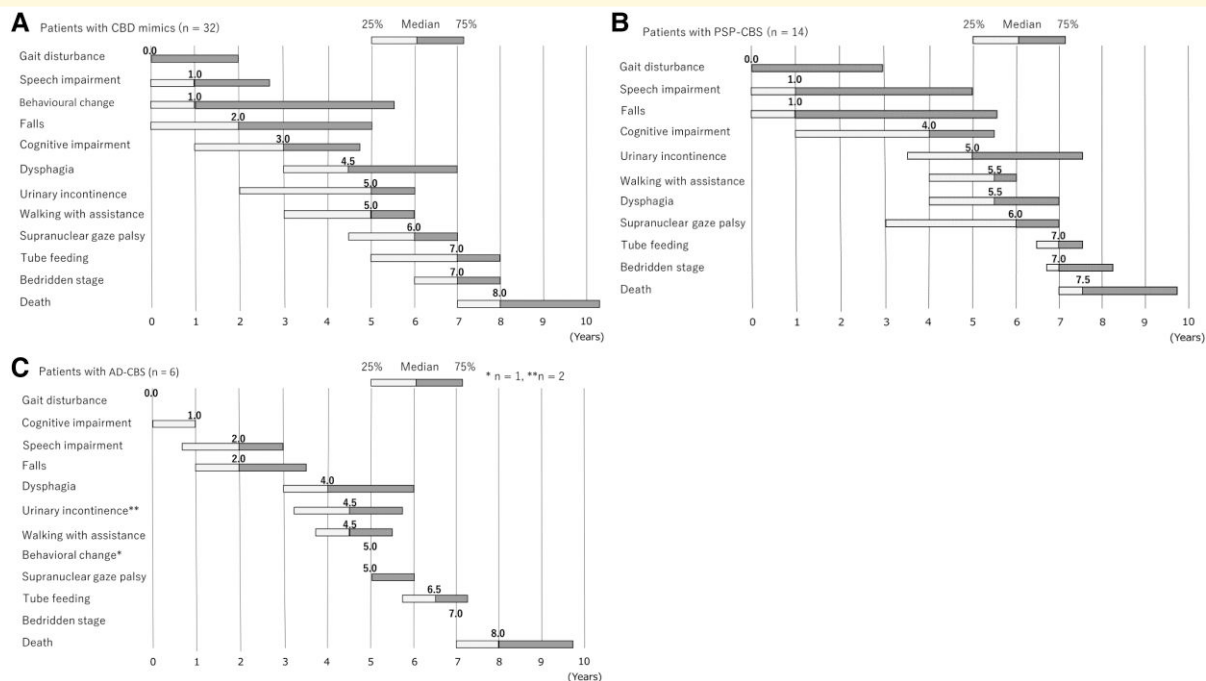 A Patients with CBD mimics (n = 32)
25% Median 75%
Gait disturbance 0.0
Speech impairment 1.0
Behavioural change 1.0
Falls 2.0
Cognitive impairment 3.0
Dysphagia 4.5
Urinary incontinence 5.0
Walking with assistance 5.0
Supranuclear gaze palsy 6.0
Tube feeding 7.0
Bedridden stage 7.0
Death 8.0
0 1 2 3 4 5 6 7 8 9 10
(Years)
B Patients with PSP-CBS (n = 14)
25% Median 75%
Gait disturbance 0.0
Speech impairment 1.0
Falls 1.0
Cognitive impairment 4.0
Urinary incontinence 5.0
Walking with assistance 5.5
Dysphagia 5.5
Supranuclear gaze palsy 6.0
Tube feeding 7.0
Bedridden stage 7.0
Death 7.5
0 1 2 3 4 5 6 7 8 9 10
(Years)
C Patients with AD-CBS (n = 6)
25% Median 75%
* n = 1, **n = 2
Gait disturbance 0.0
Cognitive impairment 1.0
Speech impairment 2.0
Falls 2.0
Dysphagia 4.0
Urinary incontinence** 4.5
Walking with assistance 4.5
Behavioral change* 5.0
Supranuclear gaze palsy 5.0
Tube feeding 6.5
Bedridden stage 7.0
Death 8.0
0 1 2 3 4 5 6 7 8 9 10
(Years)